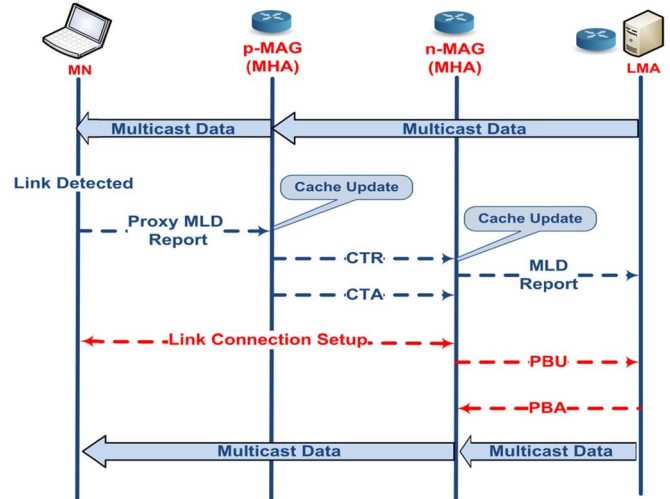 p-MAG
(MHA)
n-MAG
(MHA)
MN
LMA
Multicast Data
Multicast Data
Link Detected
Cache Update
Proxy MLD
Report
Cache Update
CTR
MLD
Report
CTA
Link Connection Setup
PBU
PBA
Multicast Data
Multicast Data